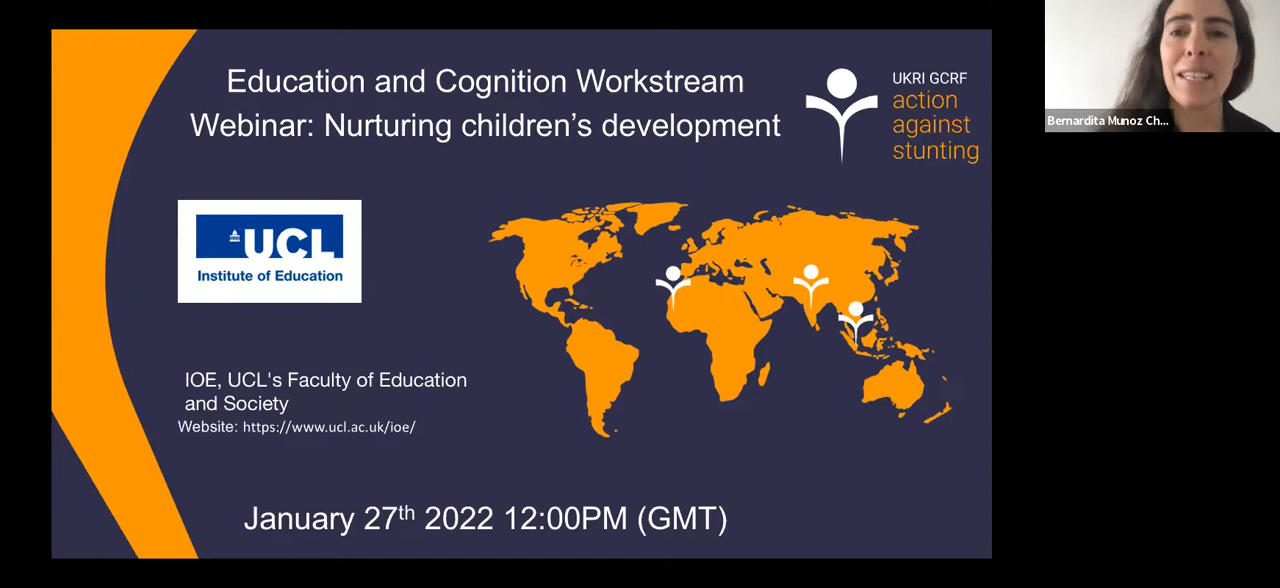 Education and Cognition Workstream
Webinar: Nurturing children’s development
UKRI GCRF
action
against
stunting
UCL
Institute of Education
IOE, UCL's Faculty of Education
and Society
Website: https://www.ucl.ac.uk/ioe/
January 27th 2022 12:00PM (GMT)
Bernardita Munoz Ch...